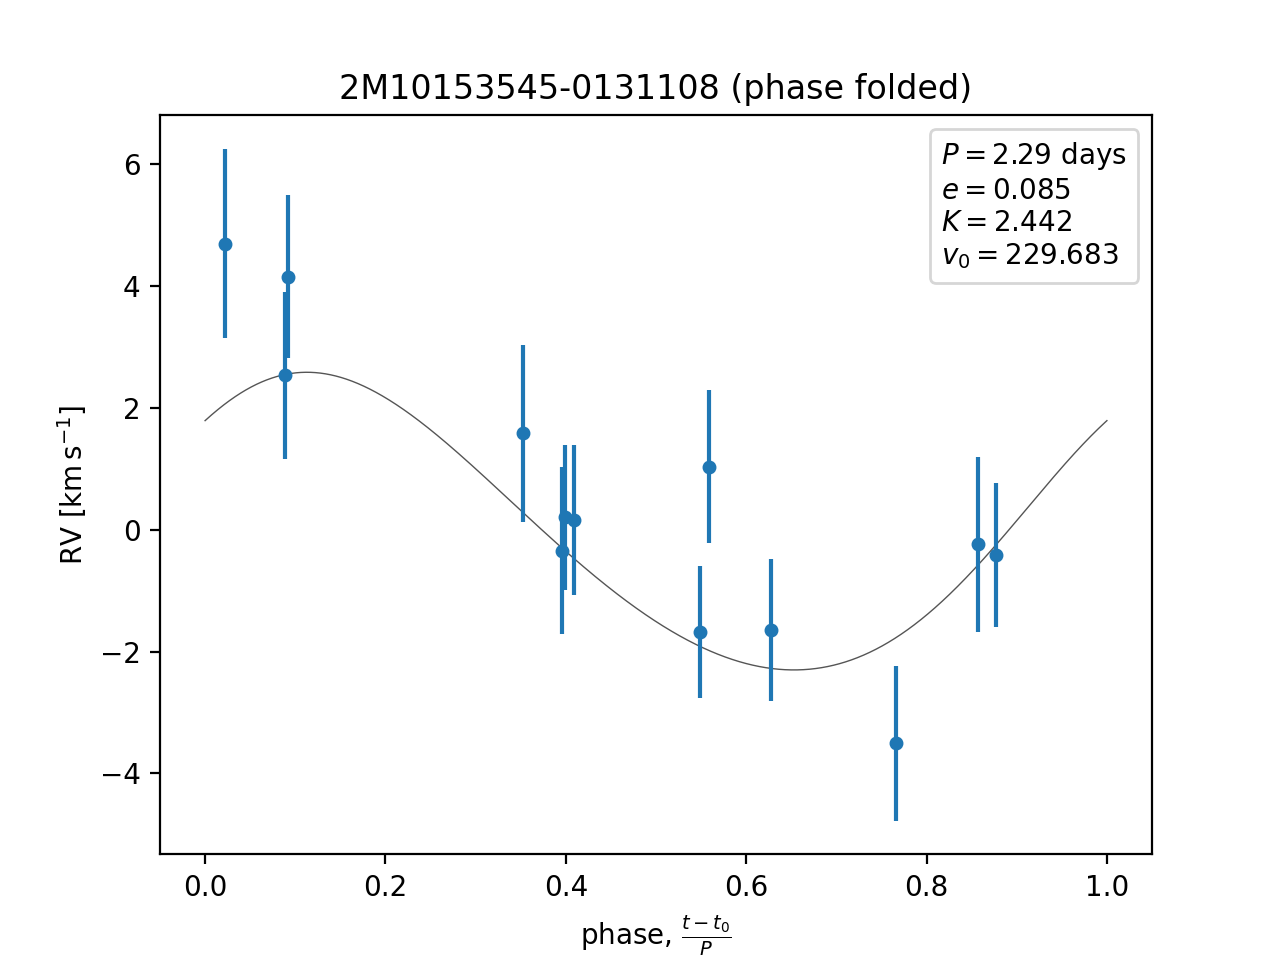 2M10153545-0131108 (phase folded)
P = 2.29 days
e = 0.085
K = 2.442
v₀ = 229.683
RV [km s⁻¹]
6
4
2
0
−2
−4
0.0 0.2 0.4 0.6 0.8 1.0
phase, (t − t₀)/P